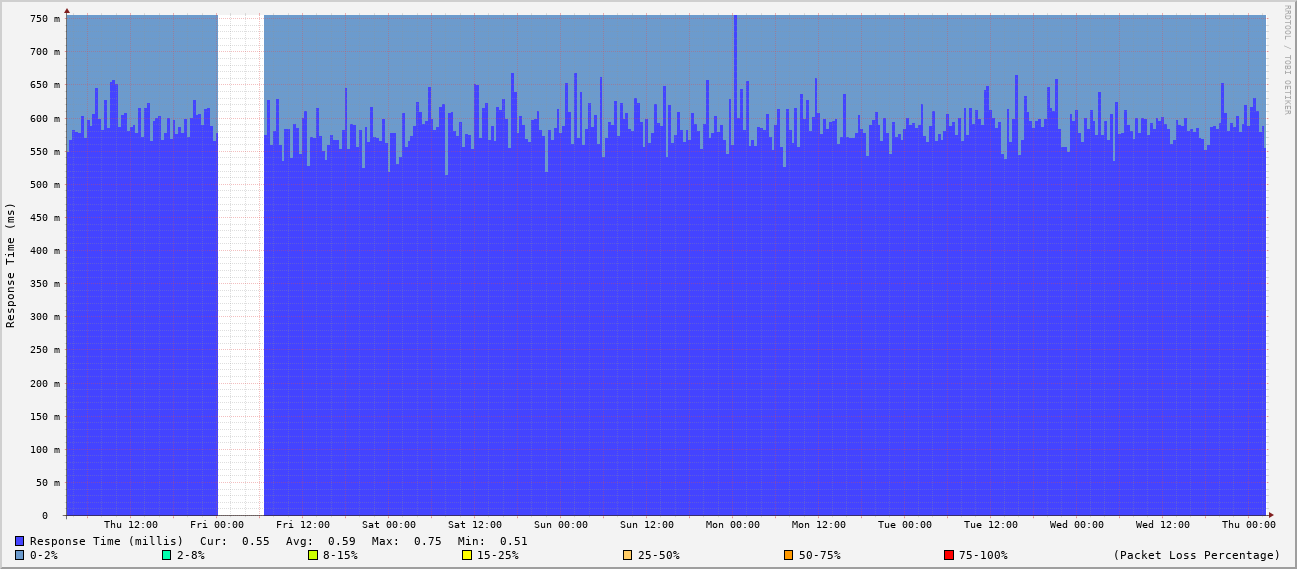 RRDTOOL / TOBI OETIKER
Response Time (ms)
750 m
700 m
650 m
600 m
550 m
500 m
450 m
400 m
350 m
300 m
250 m
200 m
150 m
100 m
50 m
0
Thu 12:00 Fri 00:00 Fri 12:00 Sat 00:00 Sat 12:00 Sun 00:00 Sun 12:00 Mon 00:00 Mon 12:00 Tue 00:00 Tue 12:00 Wed 00:00 Wed 12:00 Thu 00:00
Response Time (millis) Cur: 0.55 Avg: 0.59 Max: 0.75 Min: 0.51
0-2% 2-8% 8-15% 15-25% 25-50% 50-75% 75-100% (Packet Loss Percentage)